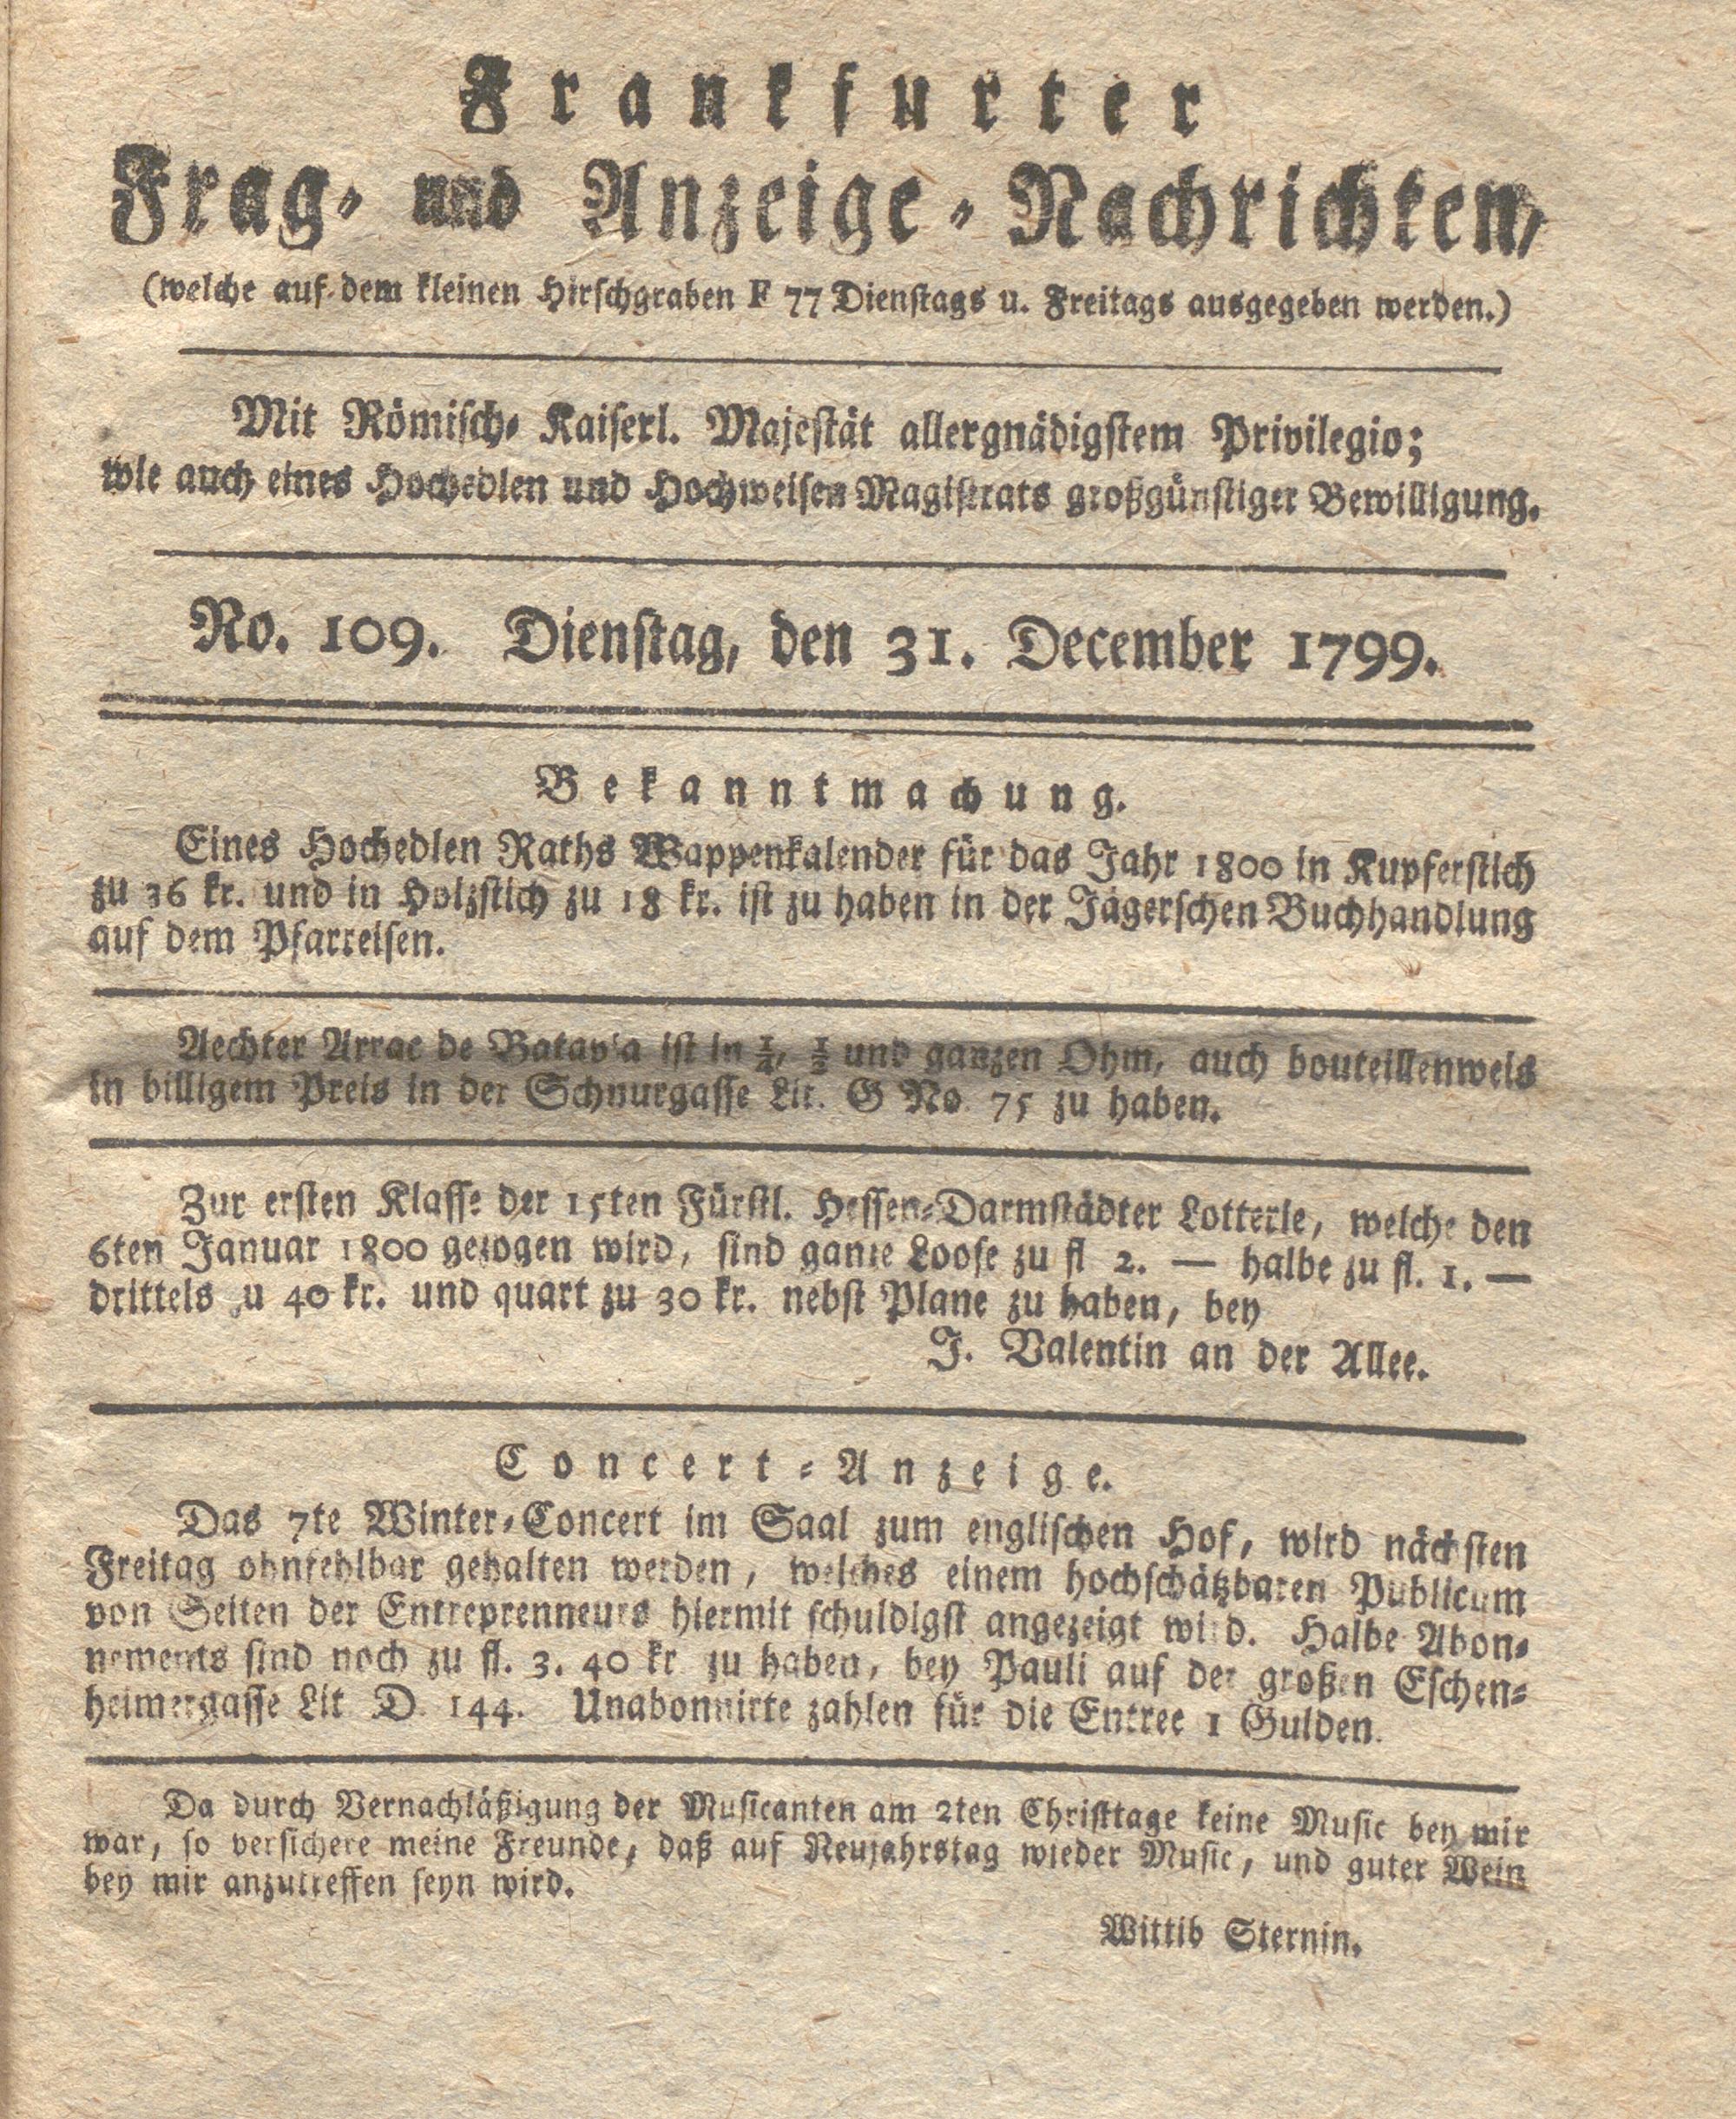 Frankfurter
Frag- und Anzeige-Nachrichten,
(welche auf dem kleinen Hirschgraben F 77 Dienstags u. Freitags ausgegeben werden.)
Mit Römisch- Kaiserl. Majestät allergnädigstem Privilegio;
wie auch eines Hochedlen und Hochweisen Magistrats großgünstiger Bewilligung.
No. 109. Dienstag, den 31. December 1799.
Bekanntmachung.
Eines Hochedlen Raths Wappenkalender für das Jahr 1800 in Kupferstich
zu 36 kr. und in Holzstich zu 18 kr. ist zu haben in der Jägerschen Buchhandlung
auf dem Pfarreisen.
Aechter Arrac de Batav'a ist in ¼, ½ und ganzen Ohm, auch bouteillenweis
in billigem Preis in der Schnurgasse Lit. G No. 75 zu haben.
Zur ersten Klasse der 15ten Fürstl. Hessen-Darmstädter Lotterie, welche den
6ten Januar 1800 gezogen wird, sind ganze Loose zu fl 2. — halbe zu fl. 1. —
drittels zu 40 kr. und quart zu 30 kr. nebst Plane zu haben, bey
J. Valentin an der Allee.
Concert-Anzeige.
Das 7te Winter-Concert im Saal zum englischen Hof, wird nächsten
Freitag ohnfehlbar gehalten werden, welches einem hochschätzbaren Publicum
von Seiten der Entreprenneurs hiermit schuldigst angezeigt wird. Halbe Abon-
nements sind noch zu fl. 3. 40 kr zu haben, bey Pauli auf der großen Eschen-
heimergasse Lit D. 144. Unabonnirte zahlen für die Entree 1 Gulden.
Da durch Vernachläßigung der Musicanten am 2ten Christtage keine Music bey mir
war, so versichere meine Freunde, daß auf Neujahrstag wieder Music, und guter Wein
bey mir anzutreffen seyn wird.
Wittib Sternin.